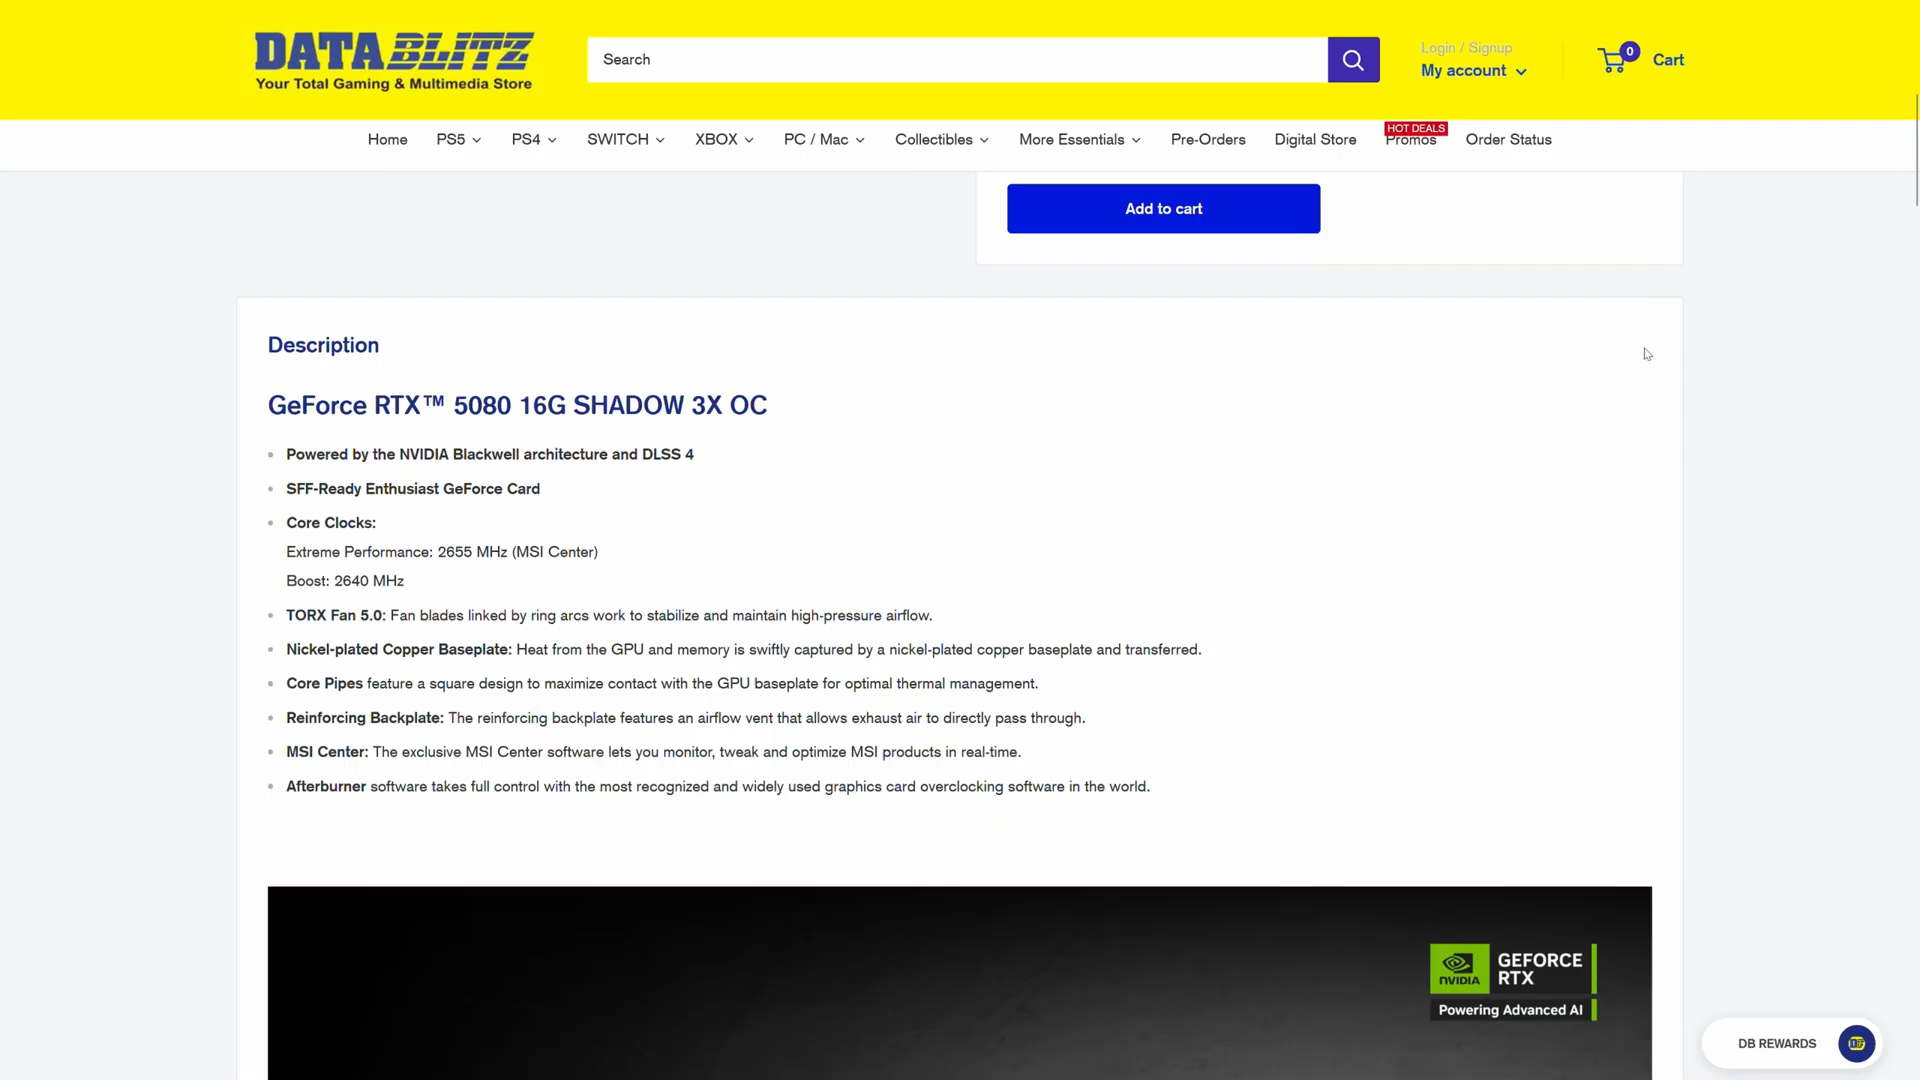 DATA BLITZ
Your Total Gaming & Multimedia Store
Search
Login / Signup
My account
0
Cart
Home
PS5
PS4
SWITCH
XBOX
PC / Mac
Collectibles
More Essentials
Pre-Orders
Digital Store
HOT DEALS
Promos
Order Status
Add to cart
Description
GeForce RTX™ 5080 16G SHADOW 3X OC
Powered by the NVIDIA Blackwell architecture and DLSS 4
SFF-Ready Enthusiast GeForce Card
Core Clocks:
Extreme Performance: 2655 MHz (MSI Center)
Boost: 2640 MHz
TORX Fan 5.0: Fan blades linked by ring arcs work to stabilize and maintain high-pressure airflow.
Nickel-plated Copper Baseplate: Heat from the GPU and memory is swiftly captured by a nickel-plated copper baseplate and transferred.
Core Pipes feature a square design to maximize contact with the GPU baseplate for optimal thermal management.
Reinforcing Backplate: The reinforcing backplate features an airflow vent that allows exhaust air to directly pass through.
MSI Center: The exclusive MSI Center software lets you monitor, tweak and optimize MSI products in real-time.
Afterburner software takes full control with the most recognized and widely used graphics card overclocking software in the world.
NVIDIA
GEFORCE
RTX
Powering Advanced AI
DB REWARDS